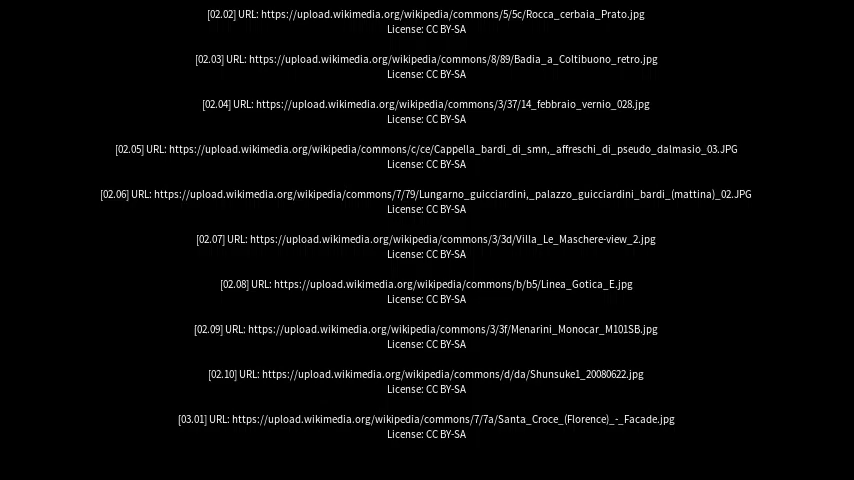 [02.02] URL: https://upload.wikimedia.org/wikipedia/commons/5/5c/Rocca_cerbaia_Prato.jpg
License: CC BY-SA
[02.03] URL: https://upload.wikimedia.org/wikipedia/commons/8/89/Badia_a_Coltibuono_retro.jpg
License: CC BY-SA
[02.04] URL: https://upload.wikimedia.org/wikipedia/commons/3/37/14_febbraio_vernio_028.jpg
License: CC BY-SA
[02.05] URL: https://upload.wikimedia.org/wikipedia/commons/c/ce/Cappella_bardi_di_smn,_affreschi_di_pseudo_dalmasio_03.JPG
License: CC BY-SA
[02.06] URL: https://upload.wikimedia.org/wikipedia/commons/7/79/Lungarno_guicciardini,_palazzo_guicciardini_bardi_(mattina)_02.JPG
License: CC BY-SA
[02.07] URL: https://upload.wikimedia.org/wikipedia/commons/3/3d/Villa_Le_Maschere-view_2.jpg
License: CC BY-SA
[02.08] URL: https://upload.wikimedia.org/wikipedia/commons/b/b5/Linea_Gotica_E.jpg
License: CC BY-SA
[02.09] URL: https://upload.wikimedia.org/wikipedia/commons/3/3f/Menarini_Monocar_M101SB.jpg
License: CC BY-SA
[02.10] URL: https://upload.wikimedia.org/wikipedia/commons/d/da/Shunsuke1_20080622.jpg
License: CC BY-SA
[03.01] URL: https://upload.wikimedia.org/wikipedia/commons/7/7a/Santa_Croce_(Florence)_-_Facade.jpg
License: CC BY-SA